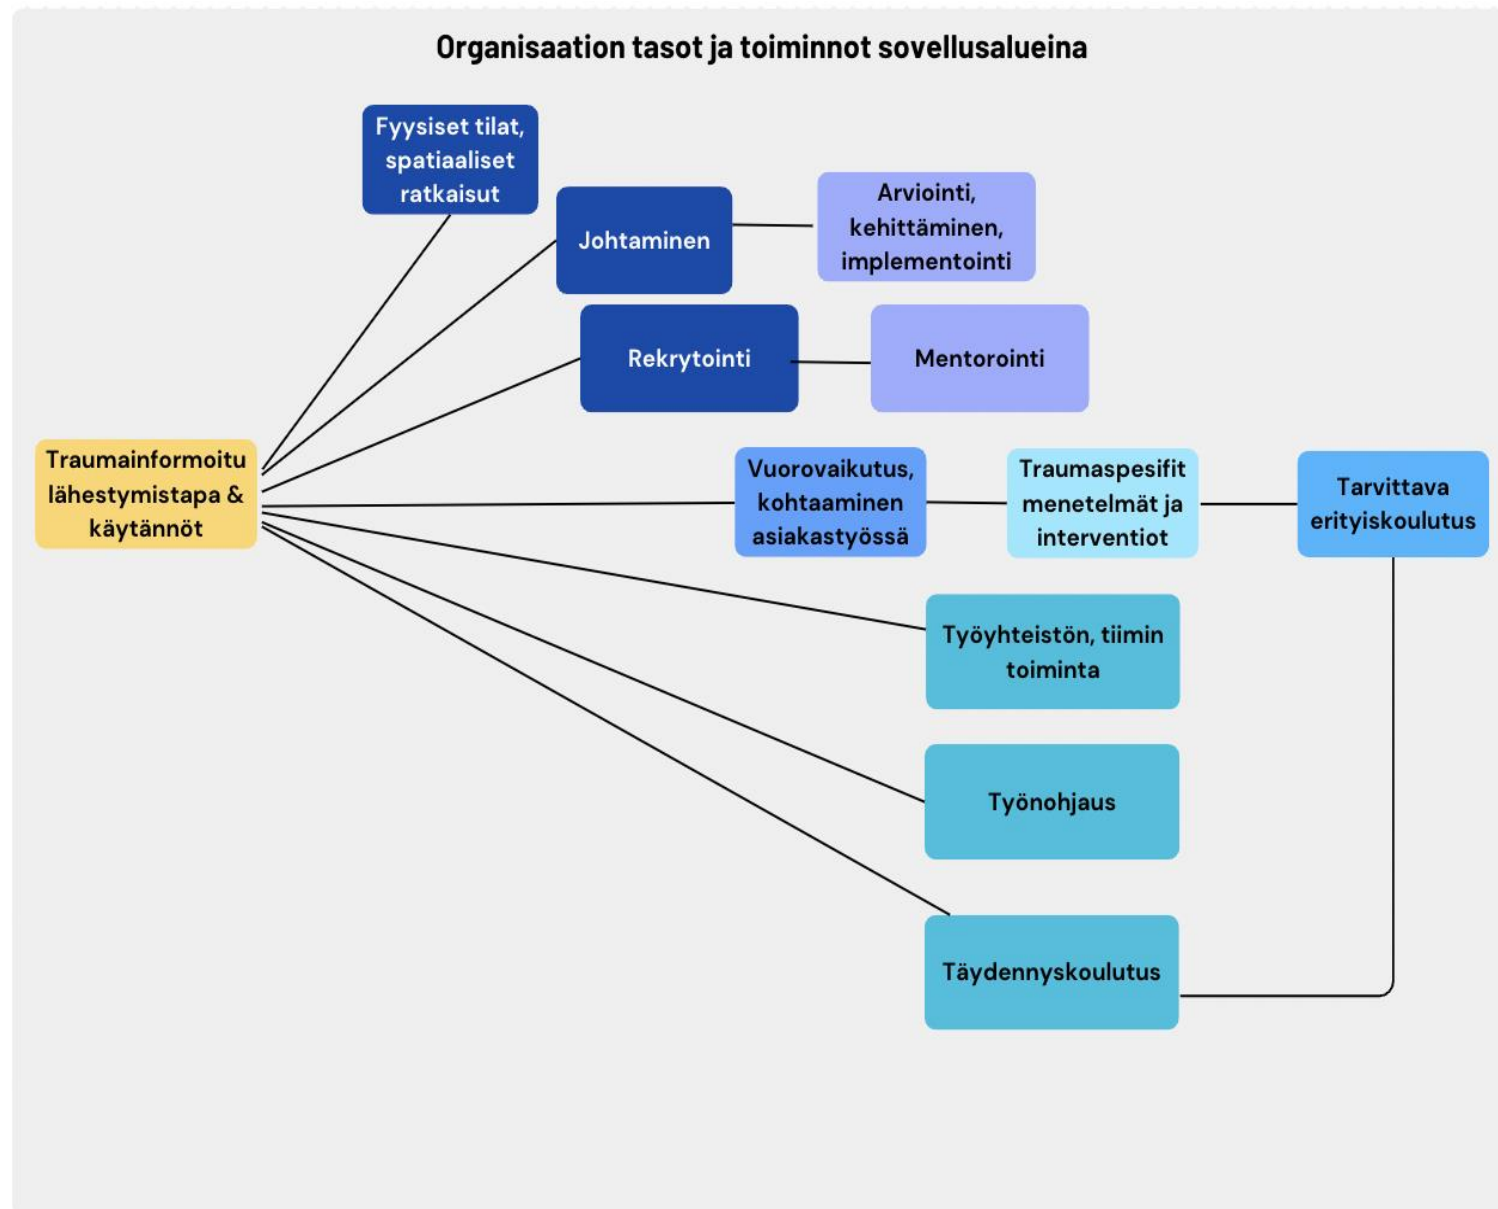 Organisaation tasot ja toiminnot sovellusalueina
Fyysiset tilat,
spatiaaliset
ratkaisut
Johtaminen
Arviointi,
kehittäminen,
implementointi
Rekrytointi
Mentorointi
Traumainformoitu
lähestymistapa &
käytännöt
Vuorovaikutus,
kohtaaminen
asiakastyössä
Traumaspesifit
menetelmät ja
interventiot
Tarvittava
erityiskoulutus
Työyhteistön, tiimin
toiminta
Työnohjaus
Täydennyskoulutus